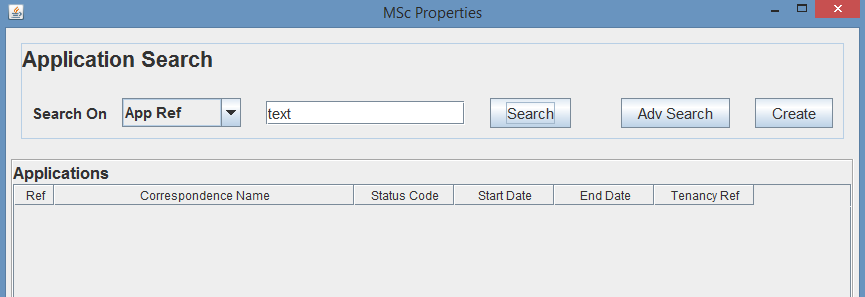 MSc Properties
Application Search
Search On App Ref text Search Adv Search Create
Applications
Ref Correspondence Name Status Code Start Date End Date Tenancy Ref